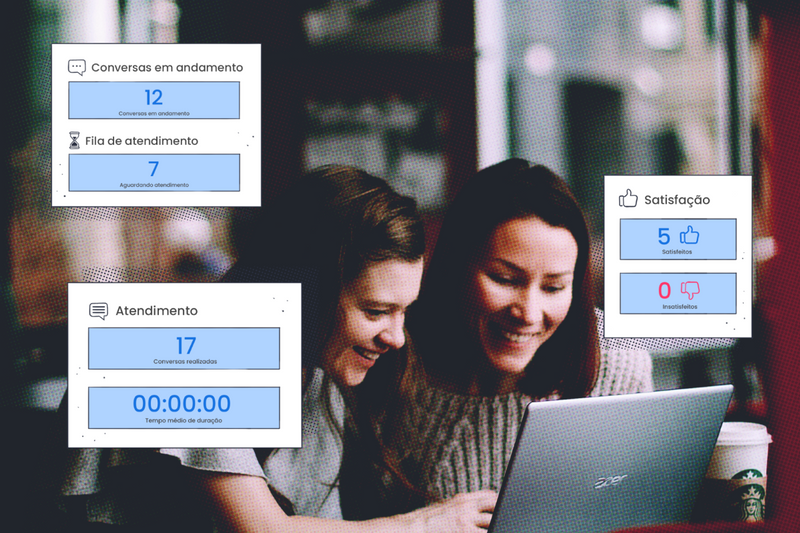 Conversas em andamento
12
Conversas em andamento
Fila de atendimento
7
Aguardando atendimento
Satisfação
5
Satisfeitos
0
Insatisfeitos
Atendimento
17
Conversas realizadas
00:00:00
Tempo médio de duração
acer